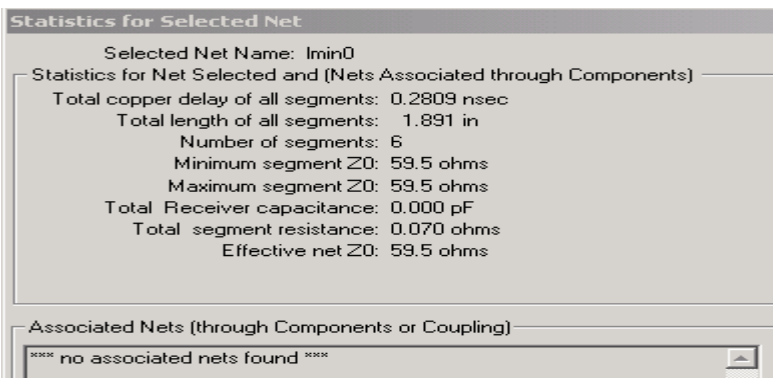 Statistics for Selected Net
Selected Net Name: lmin0
Statistics for Net Selected and (Nets Associated through Components)
Total copper delay of all segments: 0.2809 nsec
Total length of all segments: 1.891 in
Number of segments: 6
Minimum segment Z0: 59.5 ohms
Maximum segment Z0: 59.5 ohms
Total Receiver capacitance: 0.000 pF
Total segment resistance: 0.070 ohms
Effective net Z0: 59.5 ohms
Associated Nets (through Components or Coupling)
*** no associated nets found ***